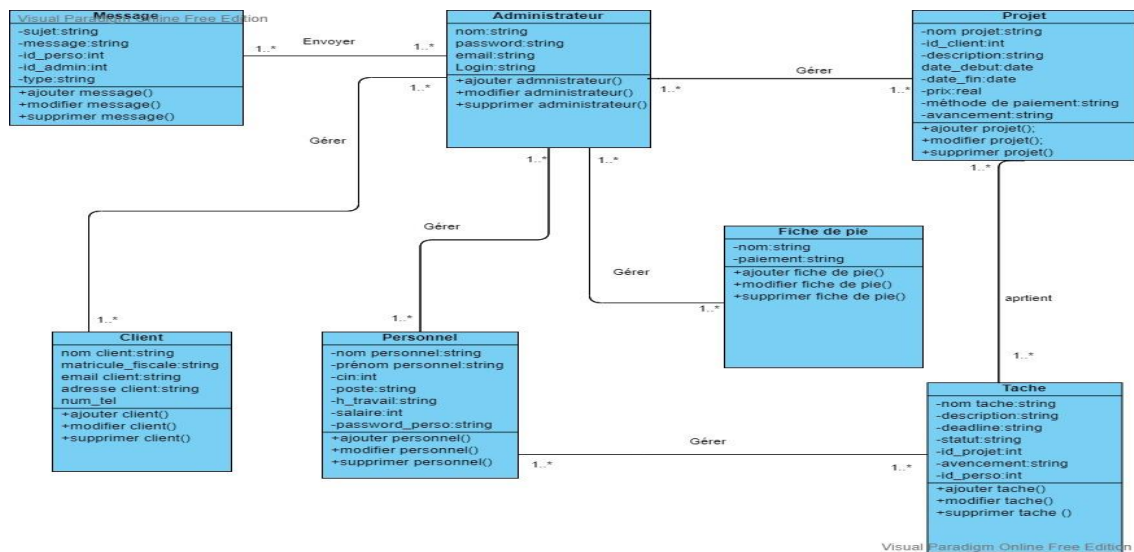 Visual Paradigm Online Free Edition
Message
-sujet:string
-message:string
-id_perso:int
-id_admin:int
-type:string
+ajouter message()
+modifier message()
+supprimer message()
1..*
Envoyer
1..*
Administrateur
nom:string
password:string
email:string
Login:string
+ajouter admnistrateur()
+modifier administrateur()
+supprimer administrateur()
1..*
Gérer
1..*
Projet
-nom projet:string
-id_client:int
-description:string
date_debut:date
-date_fin:date
-prix:real
-méthode de paiement:string
-avancement:string
+ajouter projet();
+modifier projet();
+supprimer projet()
1..*
Gérer
1..*
1..*
Gérer
1..*
1..*
Gérer
1..*
1..*
aprtient
1..*
Fiche de pie
-nom:string
-paiement:string
+ajouter fiche de pie()
+modifier fiche de pie()
+supprimer fiche de pie()
Client
nom client:string
matricule_fiscale:string
email client:string
adresse client:string
num_tel
+ajouter client()
+modifier client()
+supprimer client()
Personnel
-nom personnel:string
-prénom personnel:string
-cin:int
-poste:string
-h_travail:string
-salaire:int
-password_perso:string
+ajouter personnel()
+modifier personnel()
+supprimer personnel()
1..*
Gérer
1..*
Tache
-nom tache:string
-description:string
-deadline:string
-statut:string
-id_projet:int
-avencement:string
-id_perso:int
+ajouter tache()
+modifier tache()
+supprimer tache ()
Visual Paradigm Online Free Edition